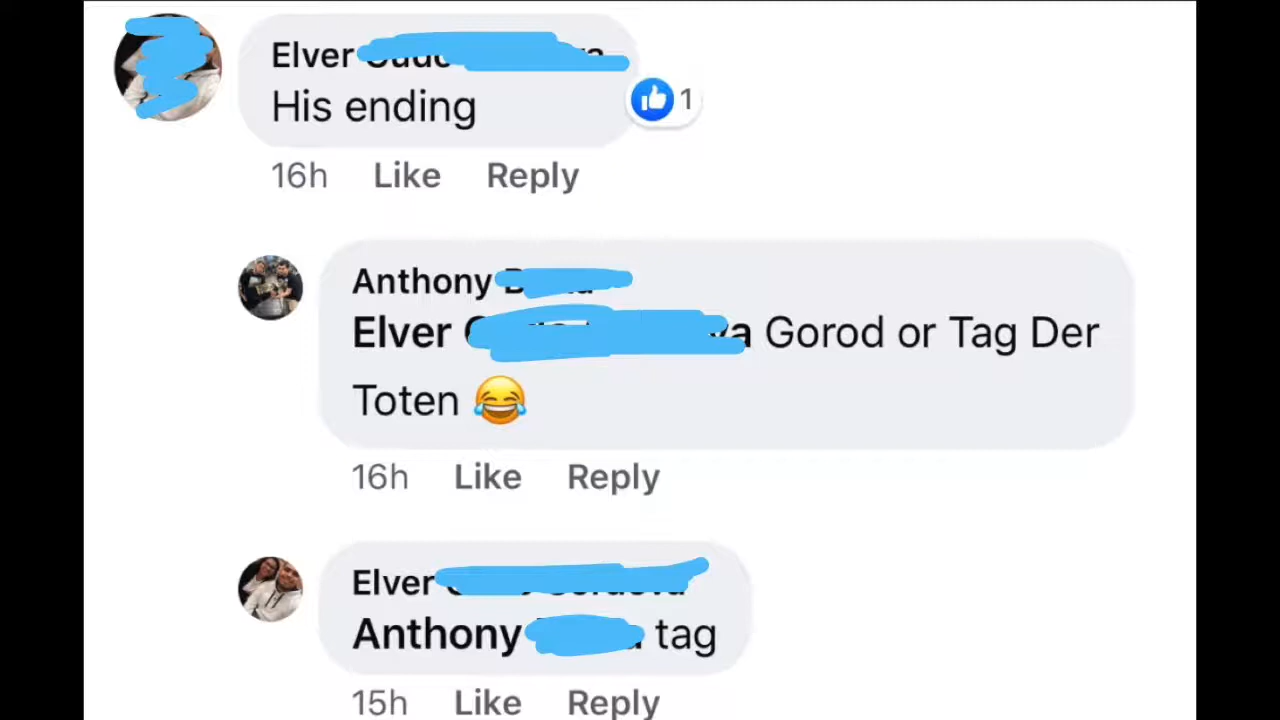 Elver
His ending
1
16h Like Reply
Anthony
Elver Gorod or Tag Der
Toten 😂
16h Like Reply
Elver
Anthony tag
15h Like Reply